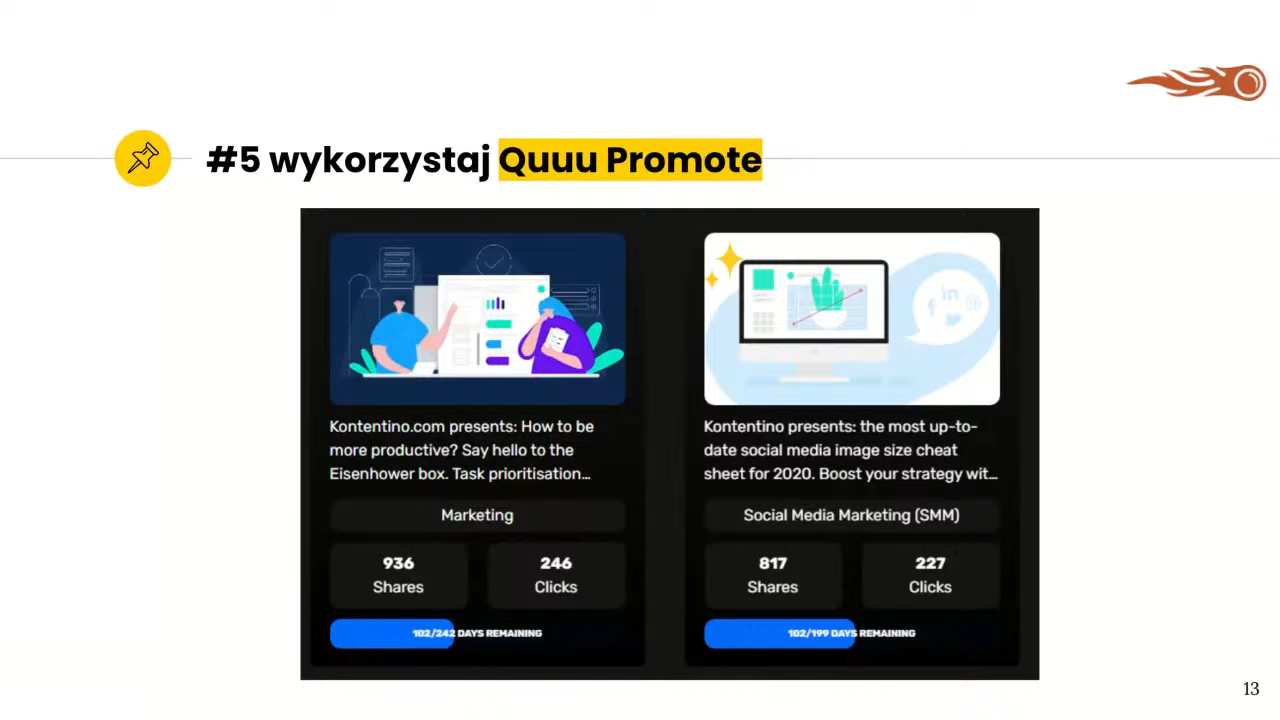 #5 wykorzystaj Quuu Promote
Kontentino.com presents: How to be
more productive? Say hello to the
Eisenhower box. Task prioritisation...
Marketing
936
Shares
246
Clicks
102/242 DAYS REMAINING
Kontentino presents: the most up-to-
date social media image size cheat
sheet for 2020. Boost your strategy wit...
Social Media Marketing (SMM)
817
Shares
227
Clicks
102/199 DAYS REMAINING
13